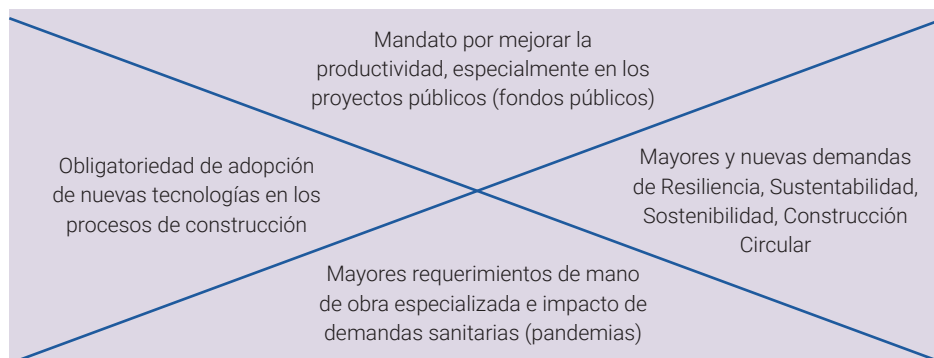 Mandato por mejorar la
productividad, especialmente en los
proyectos públicos (fondos públicos)
Obligatoriedad de adopción
de nuevas tecnologías en los
procesos de construcción
Mayores y nuevas demandas
de Resiliencia, Sustentabilidad,
Sostenibilidad, Construcción
Circular
Mayores requerimientos de mano
de obra especializada e impacto de
demandas sanitarias (pandemias)